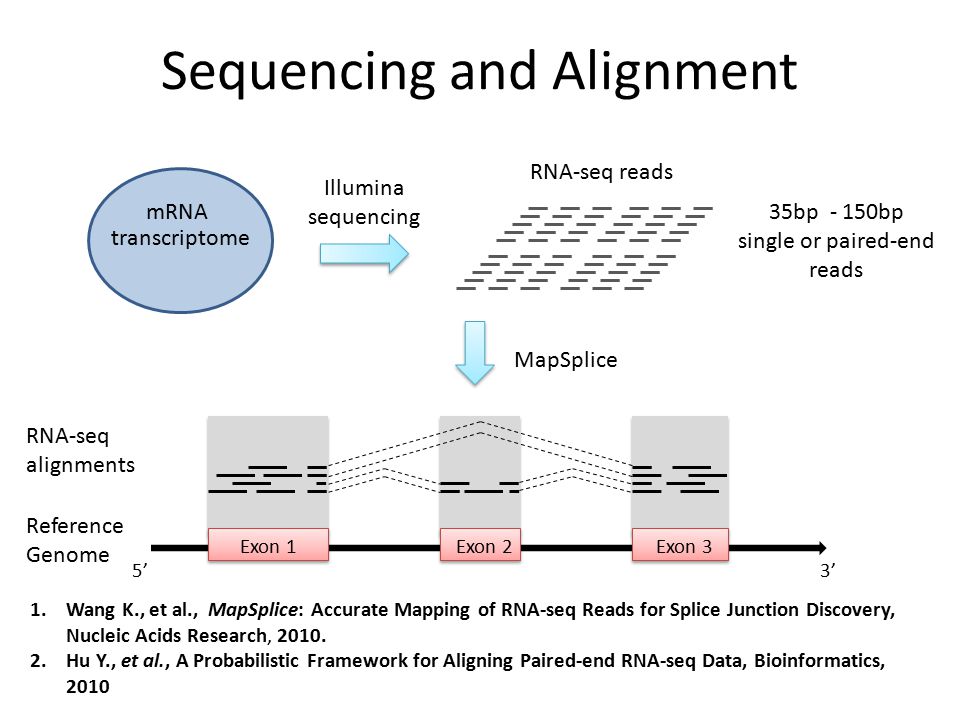 Sequencing and Alignment
mRNA
transcriptome
Illumina
sequencing
RNA-seq reads
35bp - 150bp
single or paired-end
reads
MapSplice
RNA-seq
alignments
Reference
Genome
Exon 1
Exon 2
Exon 3
5’
3’
1. Wang K., et al., MapSplice: Accurate Mapping of RNA-seq Reads for Splice Junction Discovery,
Nucleic Acids Research, 2010.
2. Hu Y., et al., A Probabilistic Framework for Aligning Paired-end RNA-seq Data, Bioinformatics,
2010